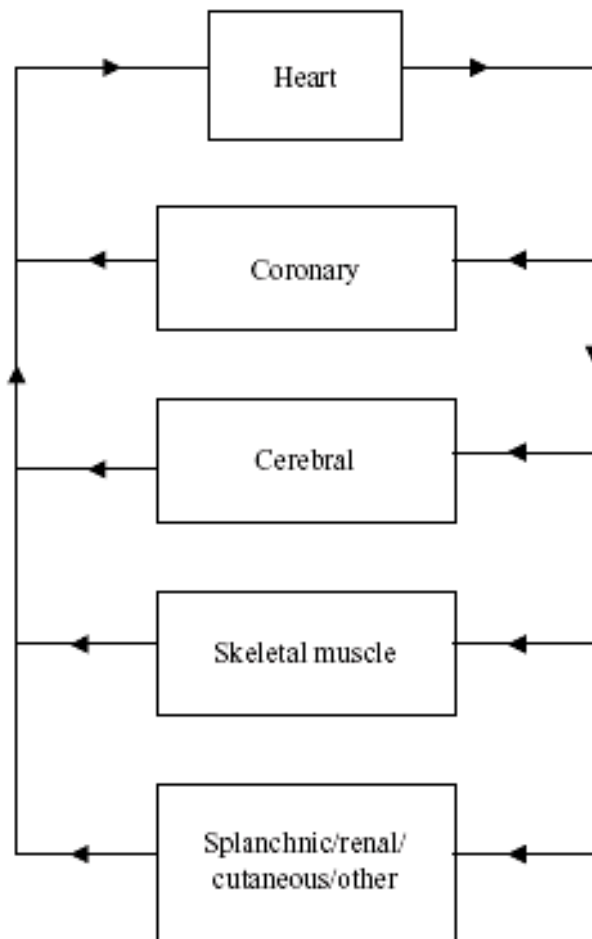 Heart
Coronary
Cerebral
Skeletal muscle
Splanchnic/renal/
cutaneous/other